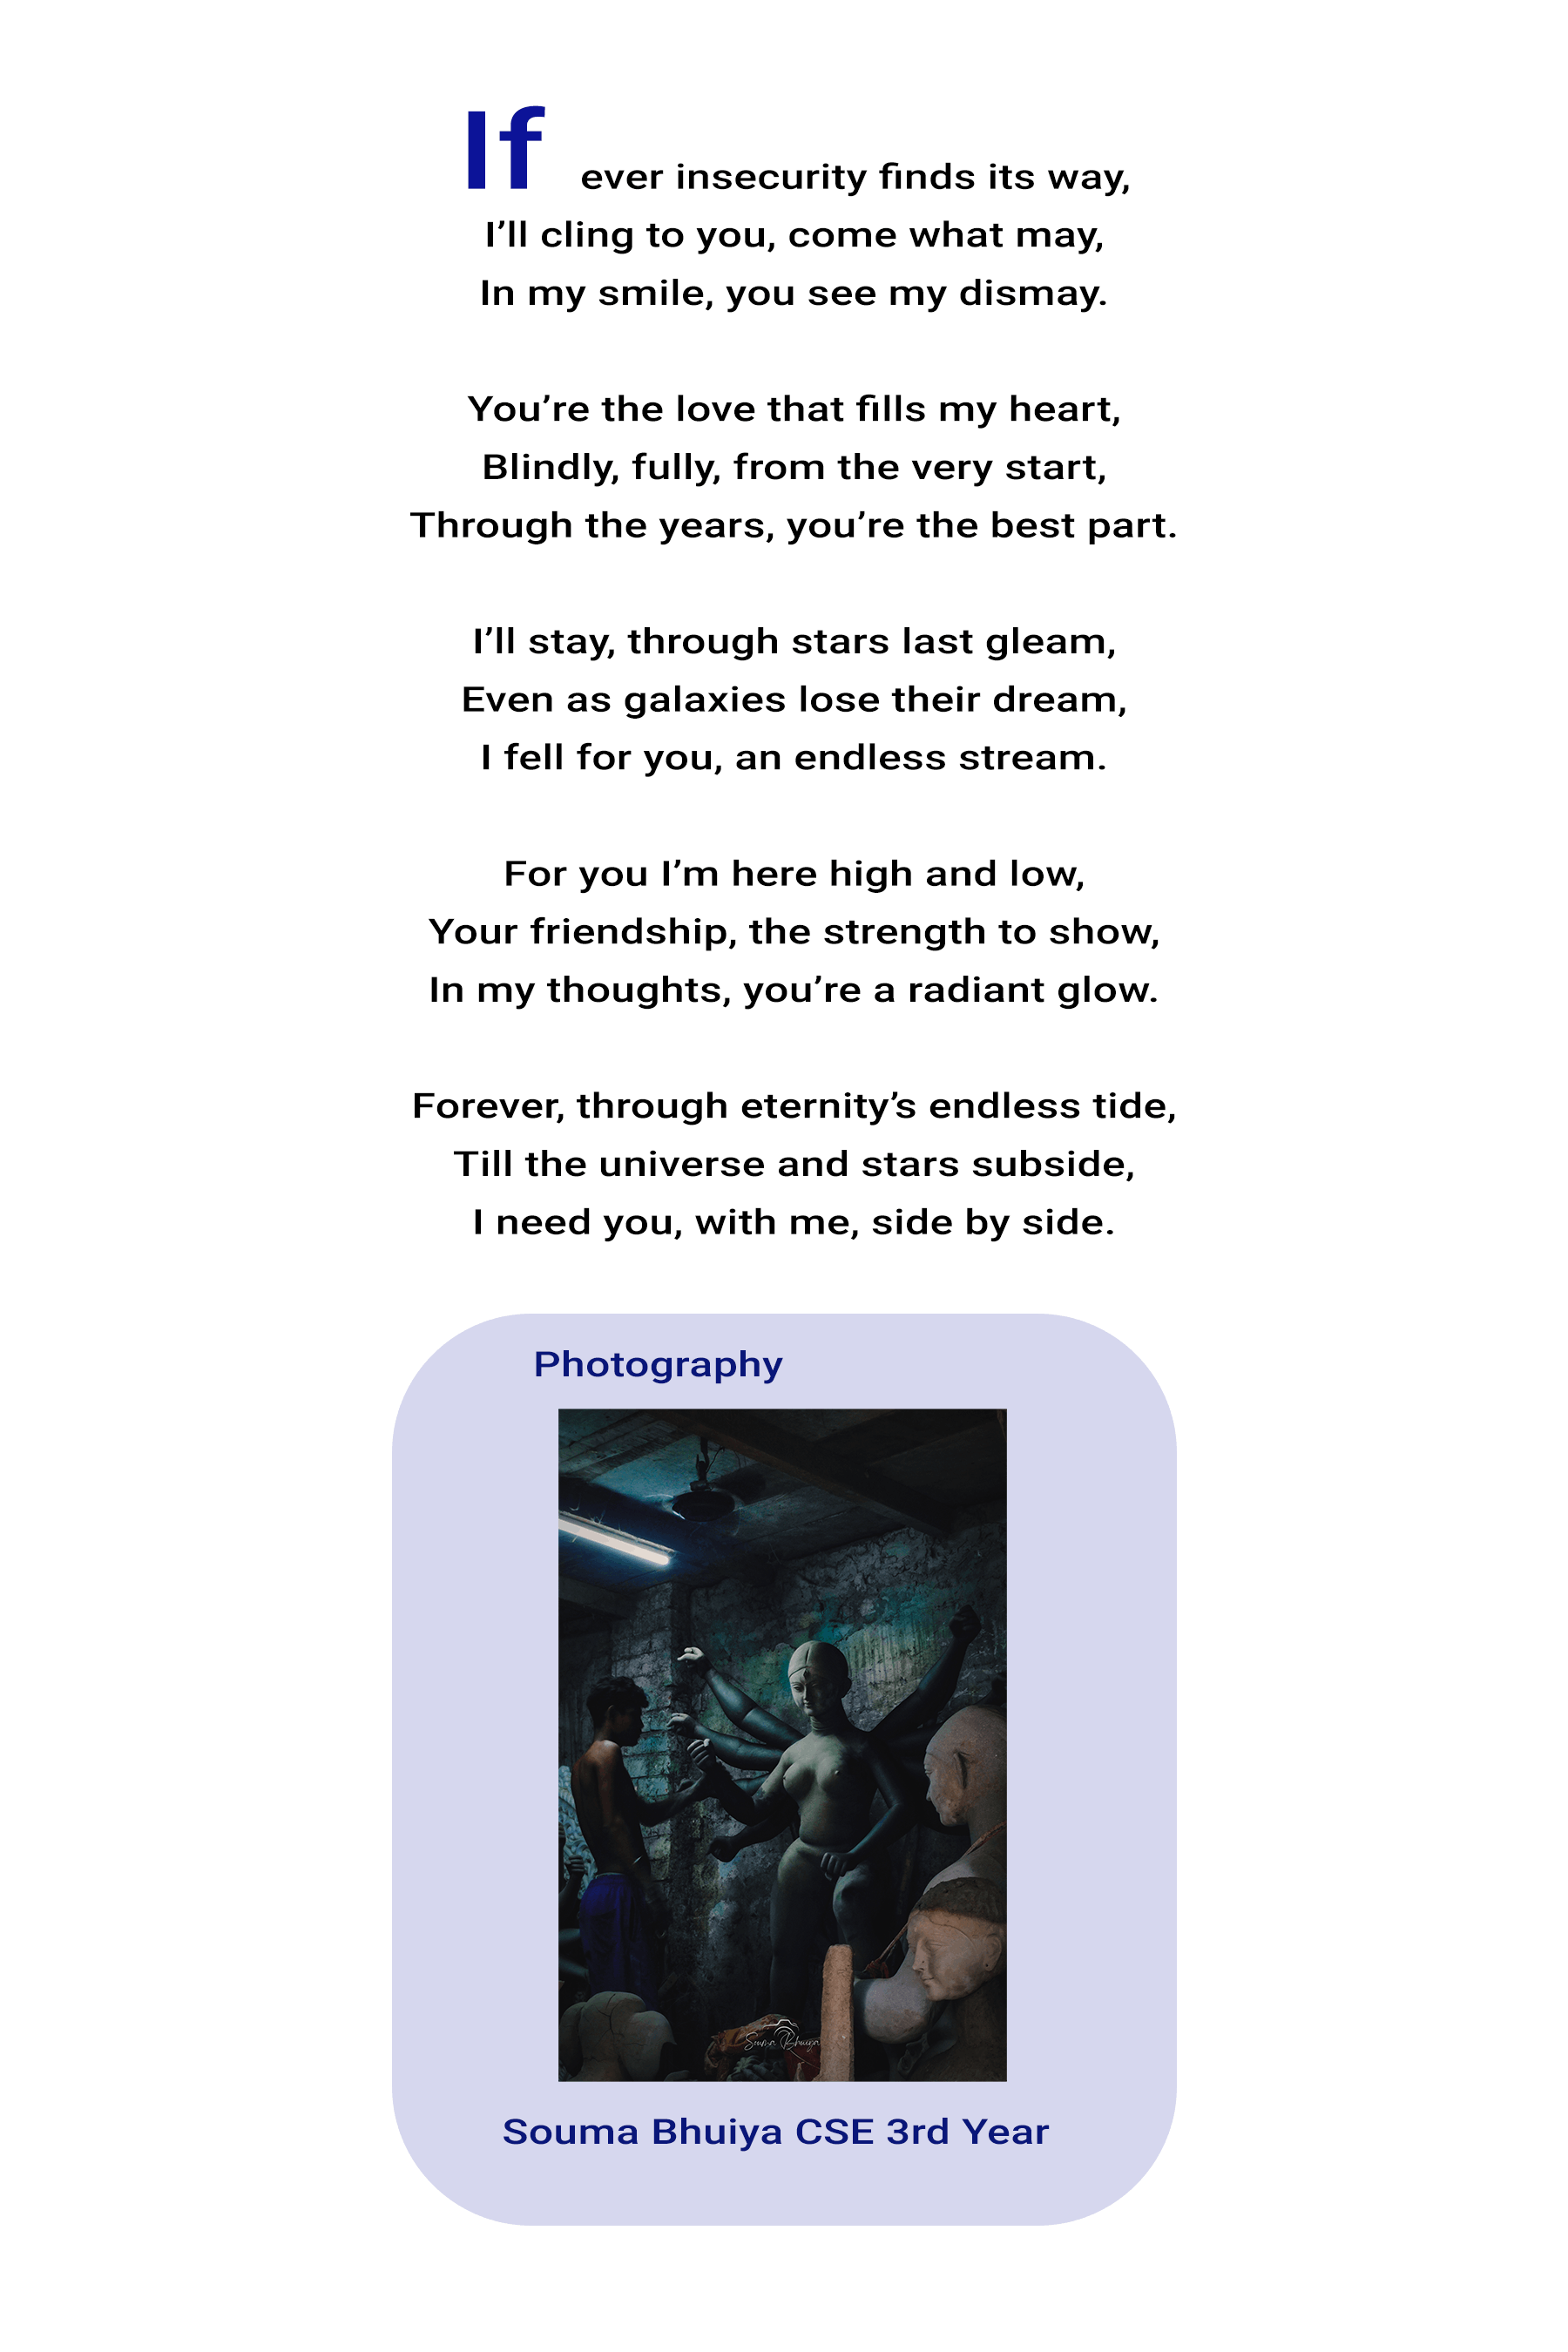 If ever insecurity finds its way,
I’ll cling to you, come what may,
In my smile, you see my dismay.
You’re the love that fills my heart,
Blindly, fully, from the very start,
Through the years, you’re the best part.
I’ll stay, through stars last gleam,
Even as galaxies lose their dream,
I fell for you, an endless stream.
For you I’m here high and low,
Your friendship, the strength to show,
In my thoughts, you’re a radiant glow.
Forever, through eternity’s endless tide,
Till the universe and stars subside,
I need you, with me, side by side.
Photography
Souma Bhuiya
Souma Bhuiya CSE 3rd Year